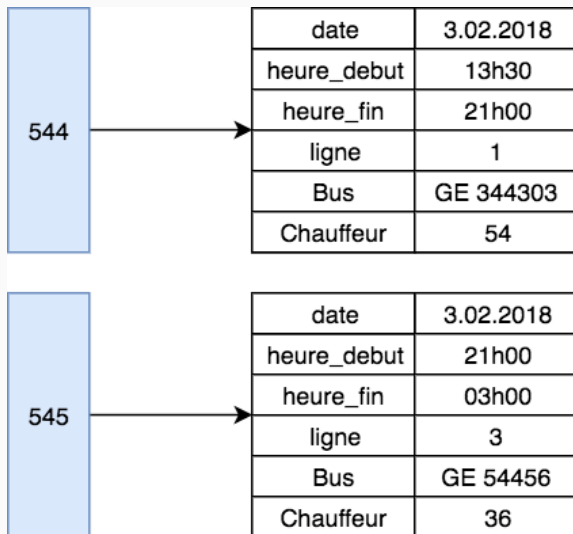 544
date 3.02.2018
heure_debut 13h30
heure_fin 21h00
ligne 1
Bus GE 344303
Chauffeur 54
545
date 3.02.2018
heure_debut 21h00
heure_fin 03h00
ligne 3
Bus GE 54456
Chauffeur 36